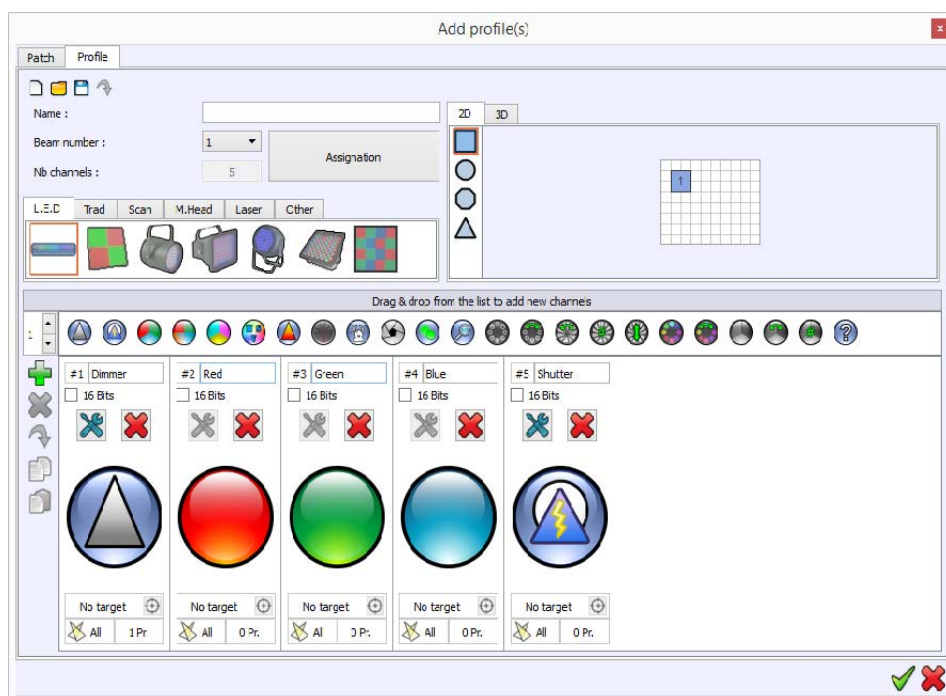 Add profile(s)
x
Patch Profile
Name :
Beam number : 1
Assignation
Nb channels : 5
2D 3D
1
L.E.D Trad Scan M.Head Laser Other
Drag & drop from the list to add new channels
1
#1 Dimmer #2 Red #3 Green #4 Blue #5 Shutter
16 Bits 16 Bits 16 Bits 16 Bits 16 Bits
No target No target No target No target No target
All 1 Pr All 0 Pr. Al 0 Pr. All 0 Pr. All 0 Pr.